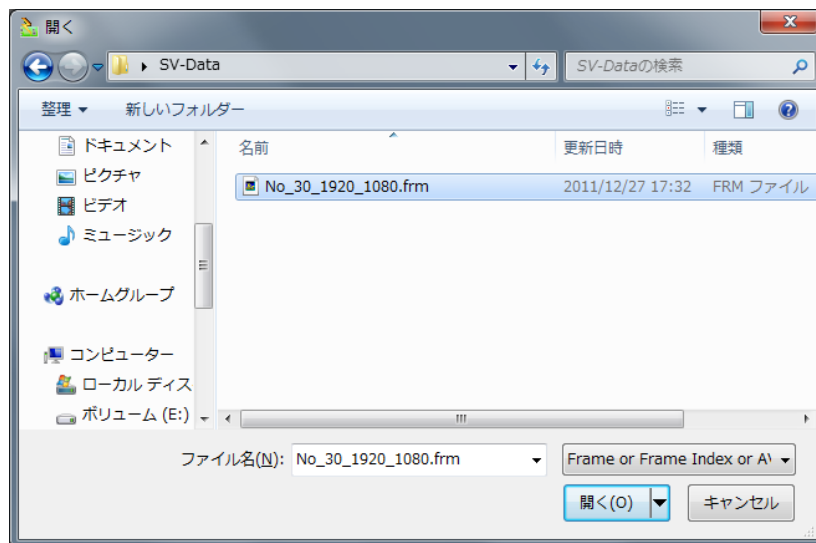 開く
SV-Data
SV-Dataの検索
整理
新しいフォルダー
ドキュメント
ピクチャ
ビデオ
ミュージック
ホームグループ
コンピューター
ローカル ディス
ボリューム (E:)
名前
更新日時
種類
No_30_1920_1080.frm
2011/12/27 17:32
FRM ファイル
ファイル名(N):
No_30_1920_1080.frm
Frame or Frame Index or A\
開く(O)
キャンセル